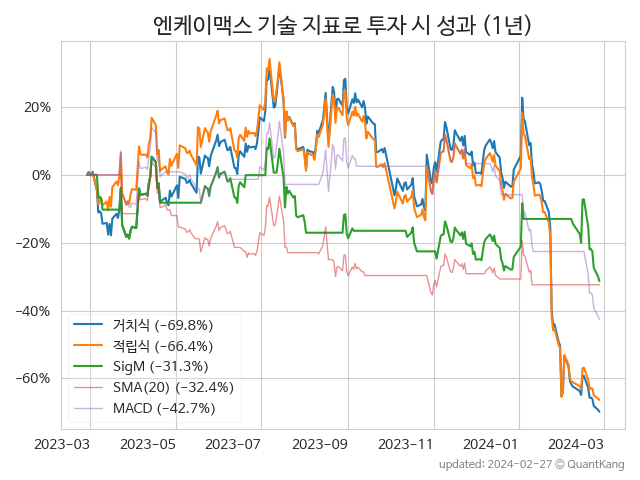 엔케이맥스 기술 지표로 투자 시 성과 (1년)
20%
0%
−20%
−40%
−60%
거치식 (−69.8%)
적립식 (−66.4%)
SigM (−31.3%)
SMA(20) (−32.4%)
MACD (−42.7%)
2023−03 2023−05 2023−07 2023−09 2023−11 2024−01 2024−03
updated: 2024−02−27 © QuantKang